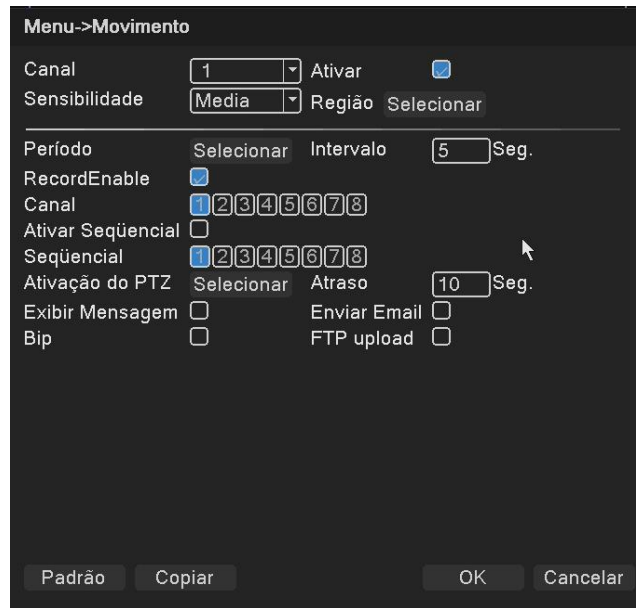 Menu->Movimento
Canal 1 Ativar
Sensibilidade Media Região Selecionar
Período Selecionar Intervalo 5 Seg.
RecordEnable
Canal 1 2 3 4 5 6 7 8
Ativar Seqüencial
Seqüencial 1 2 3 4 5 6 7 8
Ativação do PTZ Selecionar Atraso 10 Seg.
Exibir Mensagem Enviar Email
Bip FTP upload
Padrão Copiar OK Cancelar